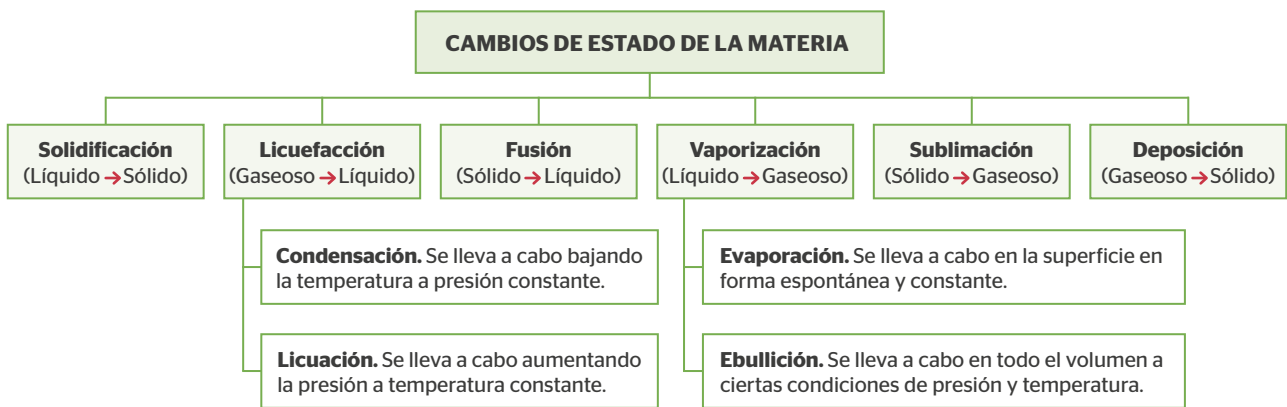 CAMBIOS DE ESTADO DE LA MATERIA
Solidificación
(Líquido → Sólido)
Licuefacción
(Gaseoso → Líquido)
Fusión
(Sólido → Líquido)
Vaporización
(Líquido → Gaseoso)
Sublimación
(Sólido → Gaseoso)
Deposición
(Gaseoso → Sólido)
Condensación. Se lleva a cabo bajando
la temperatura a presión constante.
Licuación. Se lleva a cabo aumentando
la presión a temperatura constante.
Evaporación. Se lleva a cabo en la superficie en
forma espontánea y constante.
Ebullición. Se lleva a cabo en todo el volumen a
ciertas condiciones de presión y temperatura.